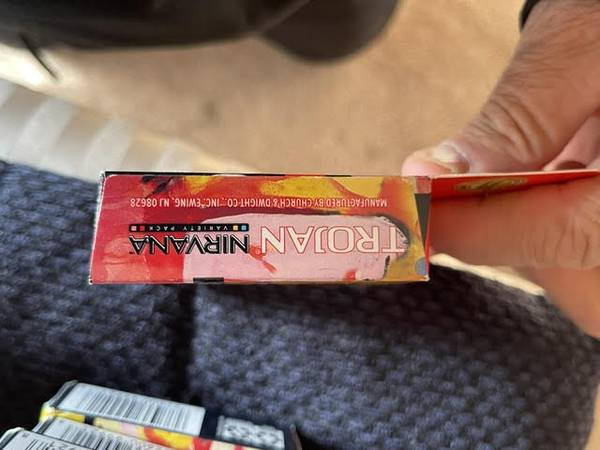 TROJAN® NIRVANA
VARIETY PACK
MANUFACTURED BY CHURCH & DWIGHT CO., INC. EWING, NJ 08628